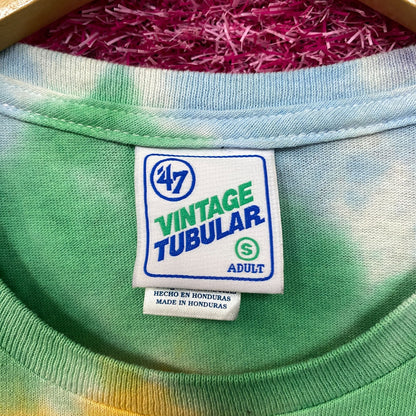 '47
VINTAGE
TUBULAR
S
ADULT
HECHO EN HONDURAS
MADE IN HONDURAS